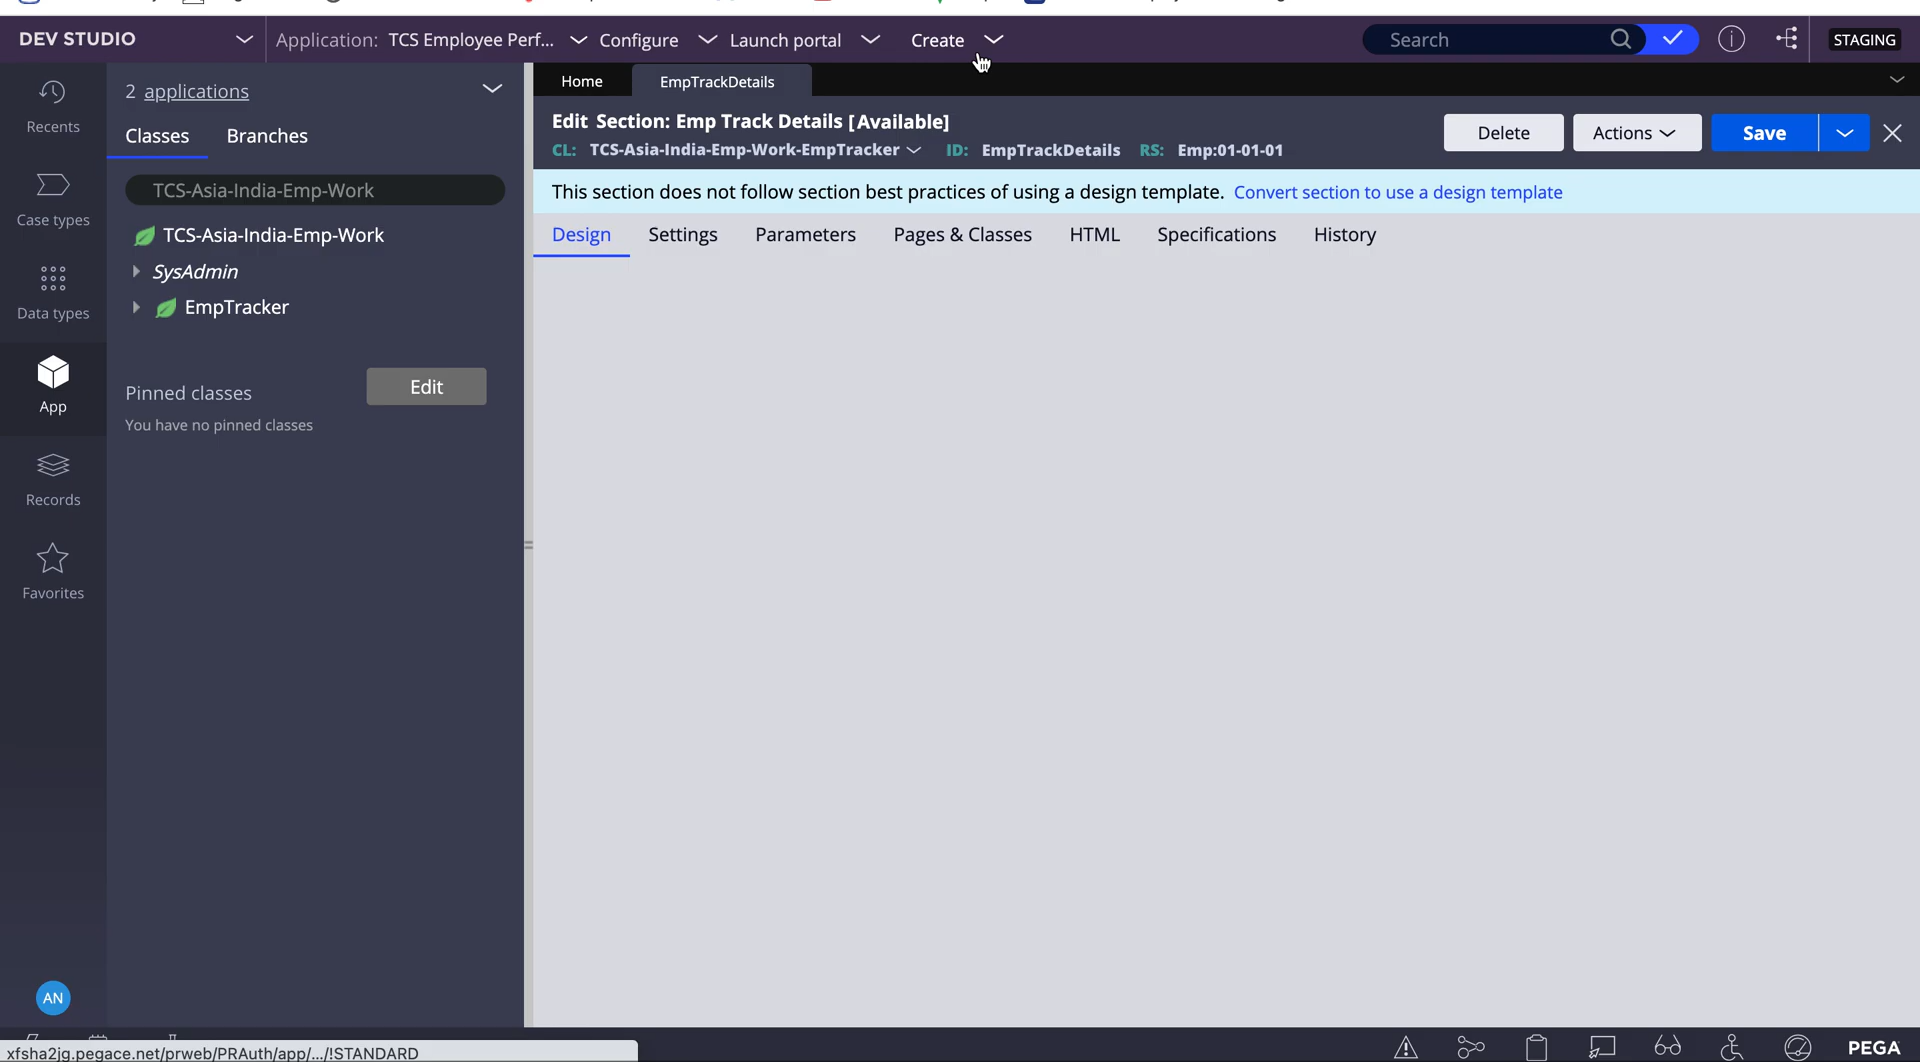 DEV STUDIO
Application: TCS Employee Perf...
Configure
Launch portal
Create
Search
STAGING
Recents
Case types
Data types
App
Records
Favorites
AN
2 applications
Classes
Branches
TCS-Asia-India-Emp-Work
TCS-Asia-India-Emp-Work
SysAdmin
EmpTracker
Pinned classes
Edit
You have no pinned classes
Home
EmpTrackDetails
Edit Section: Emp Track Details [Available]
CL: TCS-Asia-India-Emp-Work-EmpTracker ID: EmpTrackDetails RS: Emp:01-01-01
Delete
Actions
Save
This section does not follow section best practices of using a design template. Convert section to use a design template
Design
Settings
Parameters
Pages & Classes
HTML
Specifications
History
xfsha2jg.pegace.net/prweb/PRAuth/app/.../!STANDARD
PEGA